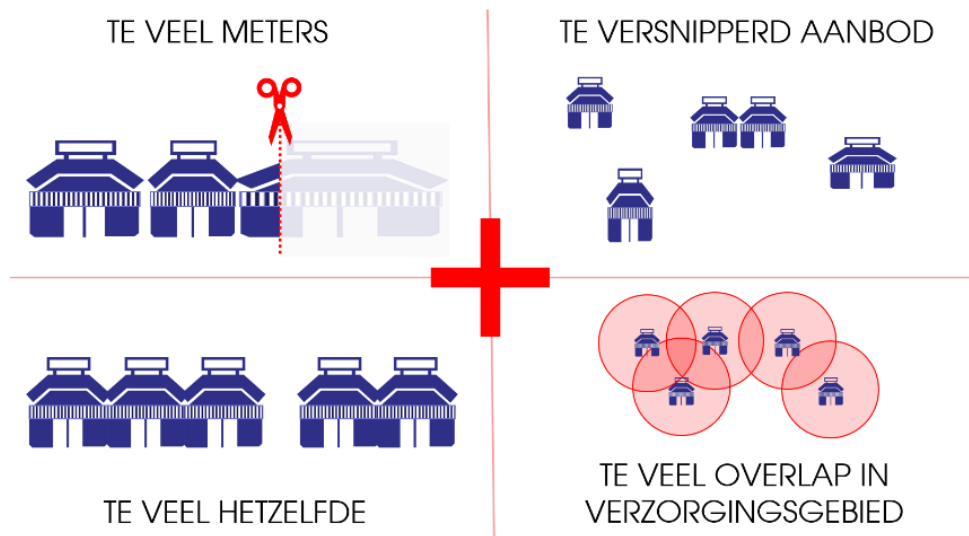 TE VEEL METERS
TE VERSNIPPERD AANBOD
TE VEEL HETZELFDE
TE VEEL OVERLAP IN
VERZORGINGSGEBIED